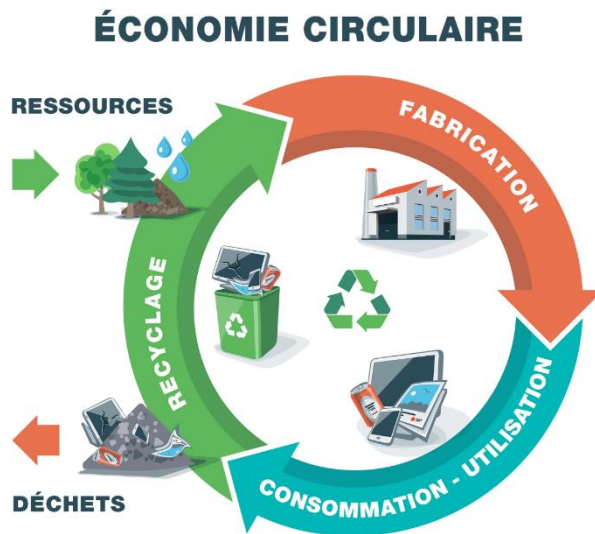 ÉCONOMIE CIRCULAIRE
RESSOURCES
FABRICATION
RECYCLAGE
CONSOMMATION - UTILISATION
DÉCHETS